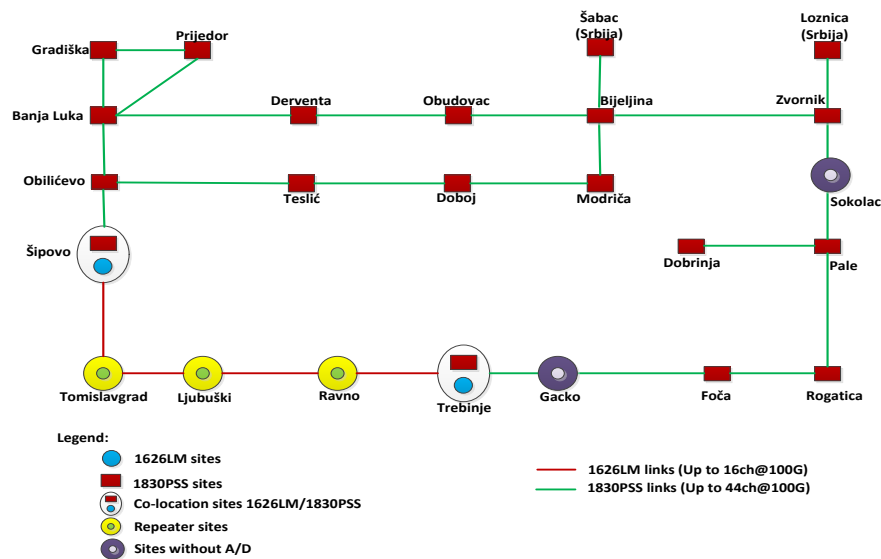 Šabac
(Srbija)
Loznica
(Srbija)
Gradiška
Prijedor
Banja Luka
Derventa
Obudovac
Bijeljina
Zvornik
Obilićevo
Teslić
Doboj
Modriča
Sokolac
Šipovo
Dobrinja
Pale
Tomislavgrad
Ljubuški
Ravno
Trebinje
Gacko
Foča
Rogatica
Legend:
1626LM sites
1830PSS sites
Co-location sites 1626LM/1830PSS
Repeater sites
Sites without A/D
1626LM links (Up to 16ch@100G)
1830PSS links (Up to 44ch@100G)